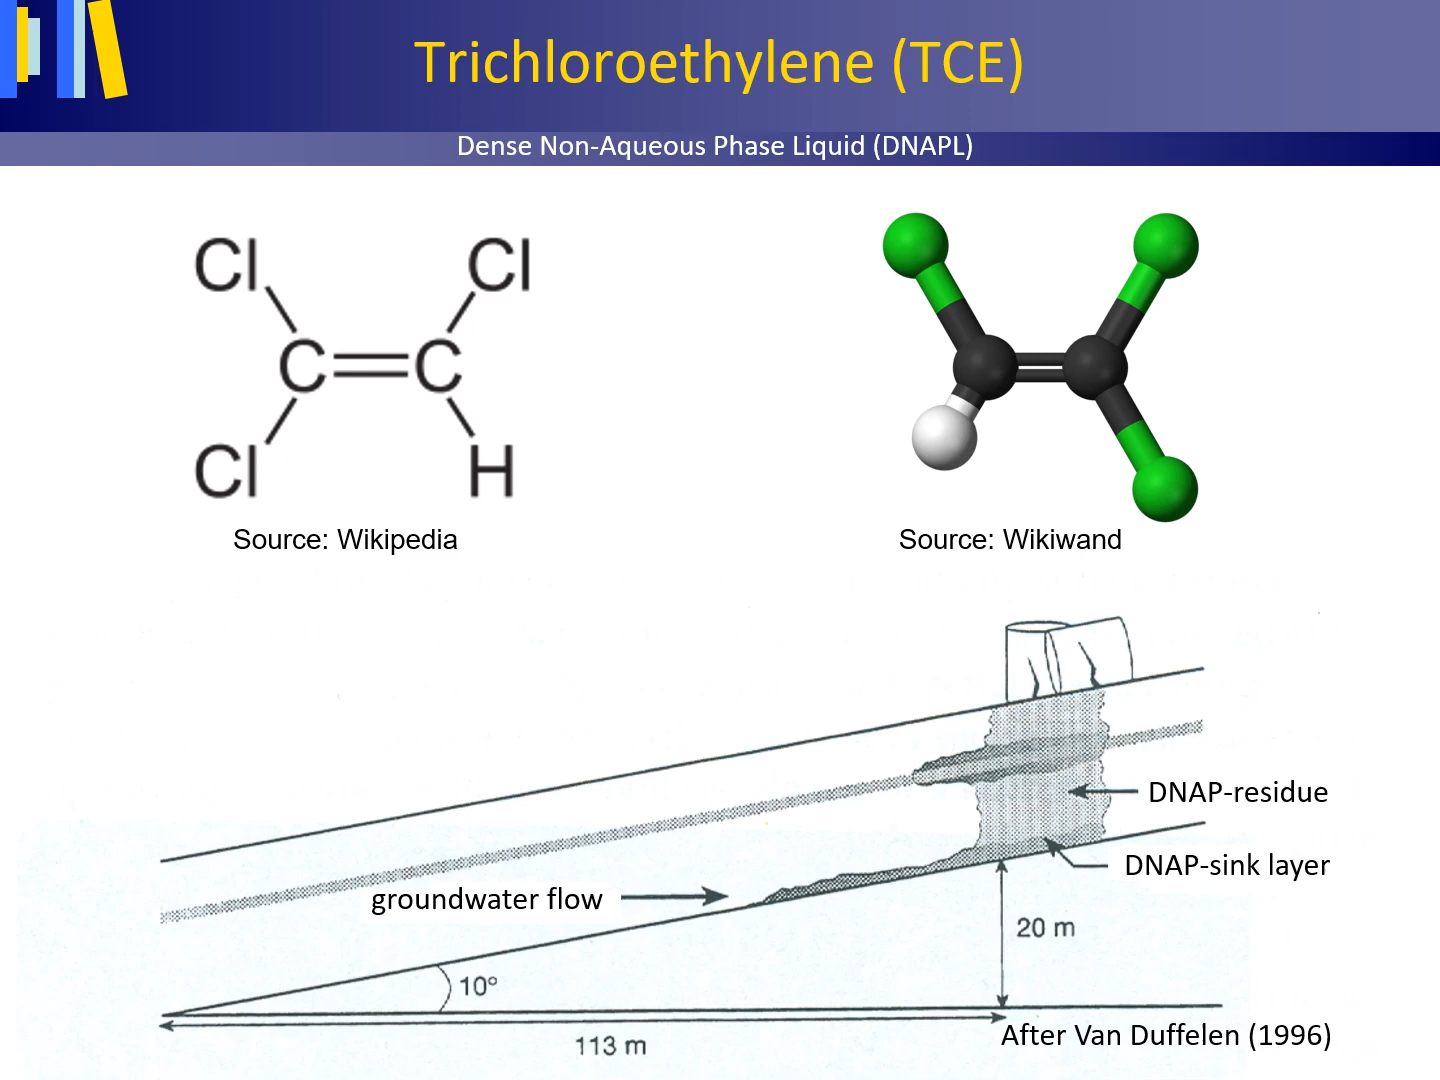 Trichloroethylene (TCE)
Dense Non-Aqueous Phase Liquid (DNAPL)
Cl Cl
C C
Cl H
Source: Wikipedia
Source: Wikiwand
DNAP-residue
DNAP-sink layer
groundwater flow
20 m
10°
113 m
After Van Duffelen (1996)